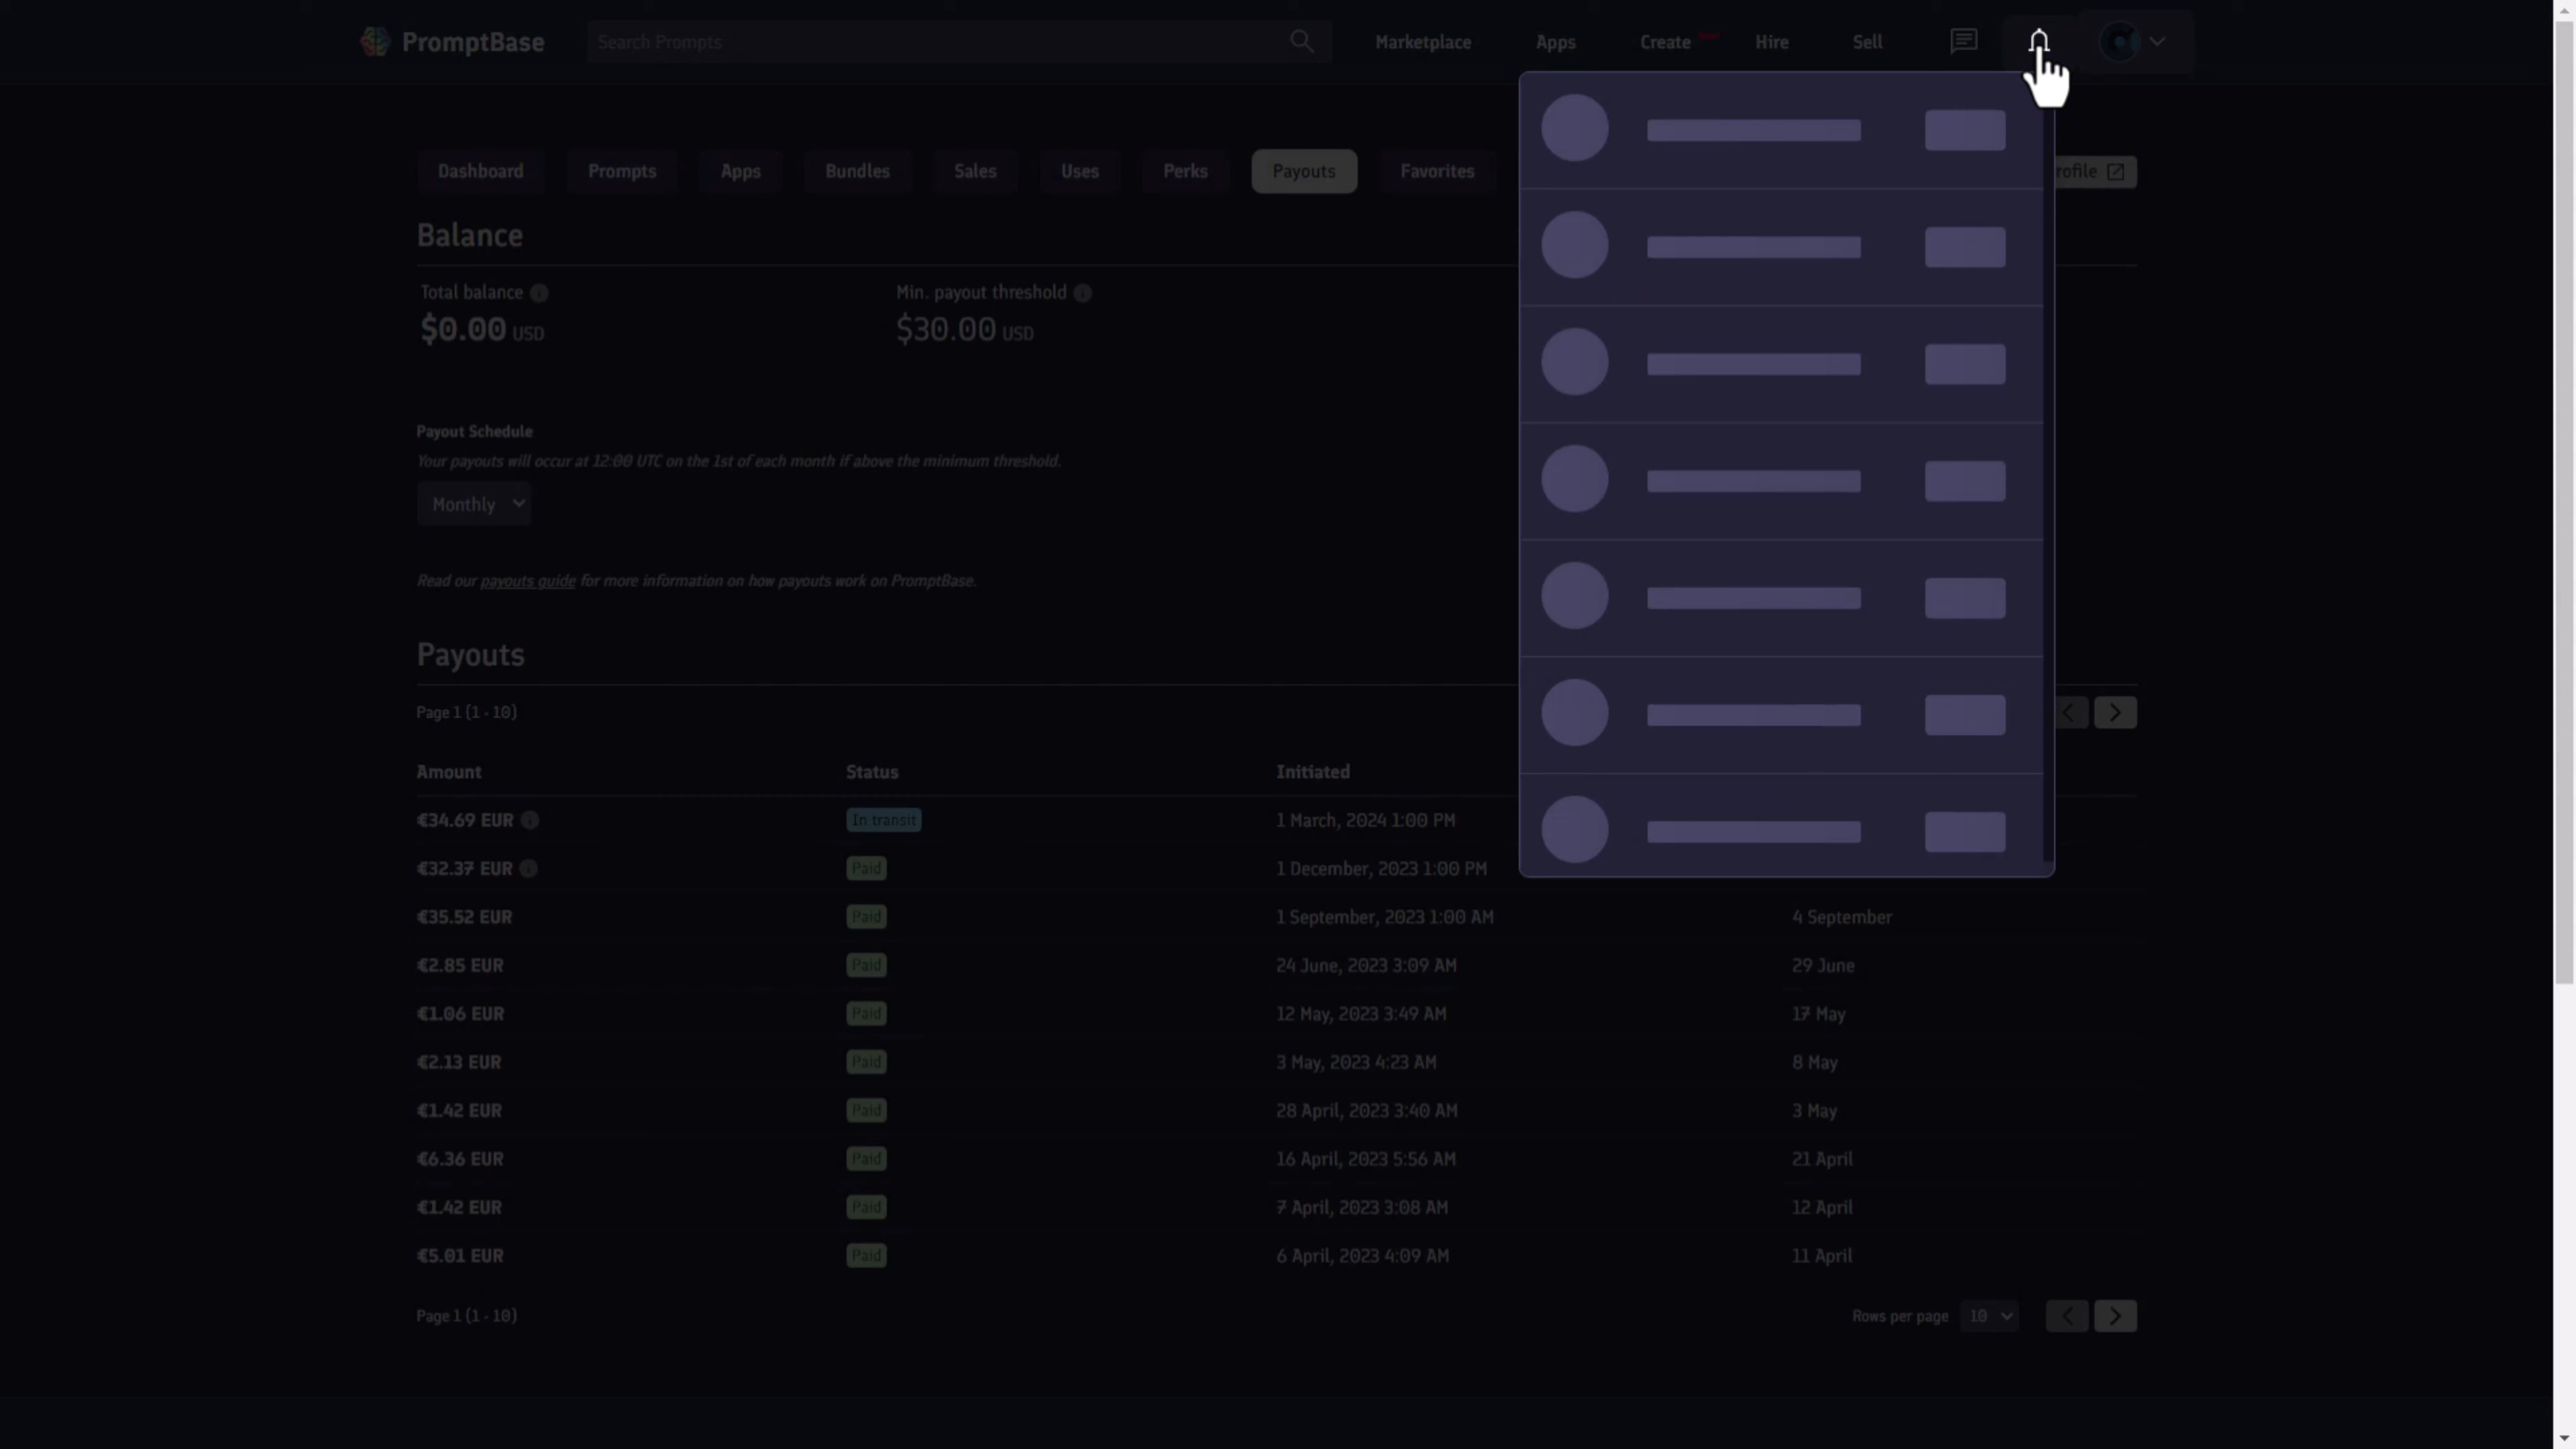 PromptBase Search Prompts Marketplace Apps Create Hire Sell
Dashboard Prompts Apps Bundles Sales Uses Perks Payouts Favorites rofile
Balance
Total balance Min. payout threshold
$0.00 USD $30.00 USD
Payout Schedule
Your payouts will occur at 12:00 UTC on the 1st of each month if above the minimum threshold.
Monthly
Read our payouts guide for more information on how payouts work on PromptBase.
Payouts
Page 1 (1 - 10)
Amount Status Initiated
€34.69 EUR In transit 1 March, 2024 1:00 PM
€32.37 EUR Paid 1 December, 2023 1:00 PM
€35.52 EUR Paid 1 September, 2023 1:00 AM 4 September
€2.85 EUR Paid 24 June, 2023 3:09 AM 29 June
€1.06 EUR Paid 12 May, 2023 3:49 AM 17 May
€2.13 EUR Paid 3 May, 2023 4:23 AM 8 May
€1.42 EUR Paid 28 April, 2023 3:40 AM 3 May
€6.36 EUR Paid 16 April, 2023 5:56 AM 21 April
€1.42 EUR Paid 7 April, 2023 3:08 AM 12 April
€5.01 EUR Paid 6 April, 2023 4:09 AM 11 April
Page 1 (1 - 10) Rows per page 10